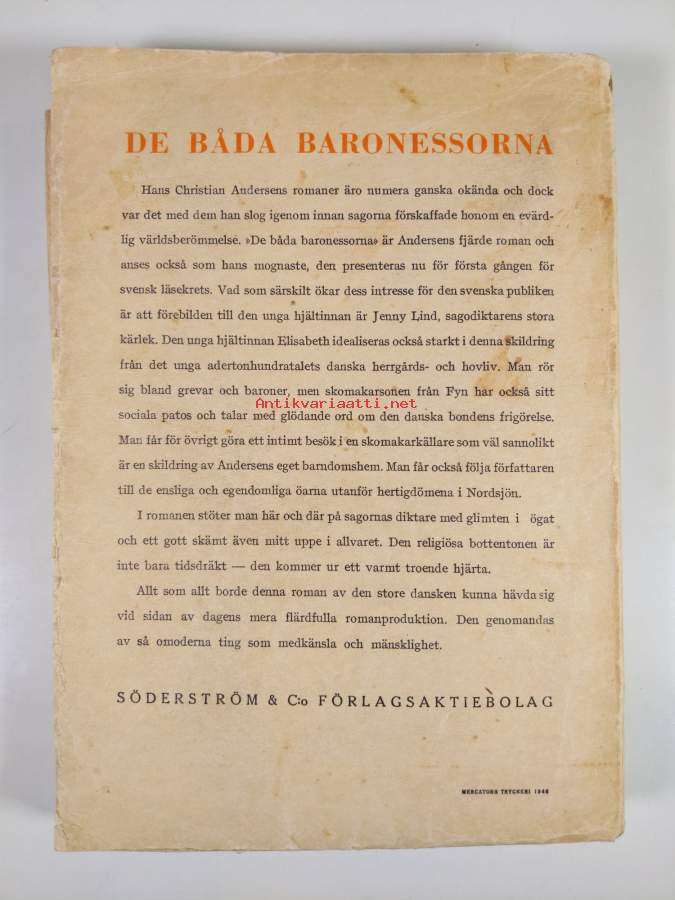 DE BÅDA BARONESSORNA
Hans Christian Andersens romaner äro numera ganska okända och dock
var det med dem han slog igenom innan sagorna förskaffade honom en evärd-
lig världsberömmelse. »De båda baronessorna» är Andersens fjärde roman och
anses också som hans mognaste, den presenteras nu för första gången för
svensk läsekrets. Vad som särskilt ökar dess intresse för den svenska publiken
är att förebilden till den unga hjältinnan är Jenny Lind, sagodiktarens stora
kärlek. Den unga hjältinnan Elisabeth idealiseras också starkt i denna skildring
från det unga adertonhundratalets danska herrgårds- och hovliv. Man rör
sig bland grevar och baroner, men skomakarsonen från Fyn har också sitt
Antikvariaatti.net
sociala patos och talar med glödande ord om den danska bondens frigörelse.
Man får för övrigt göra ett intimt besök i en skomakarkällare som väl sannolikt
är en skildring av Andersens eget barndomshem. Man får också följa författaren
till de ensliga och egendomliga öarna utanför hertigdömena i Nordsjön.
I romanen stöter man här och där på sagornas diktare med glimten i ögat
och ett gott skämt även mitt uppe i allvaret. Den religiösa bottentonen är
inte bara tidsdräkt — den kommer ur ett varmt troende hjärta.
Allt som allt borde denna roman av den store dansken kunna hävda sig
vid sidan av dagens mera flärdfulla romanproduktion. Den genomandas
av så omoderna ting som medkänsla och mänsklighet.
SÖDERSTRÖM & C:o FÖRLAGSAKTIEBOLAG
MERCATORS TRYCKERI 1946